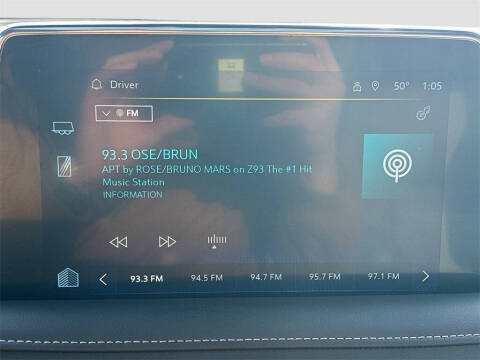 Driver
50° 1:05
FM
93.3 OSE/BRUN
APT by ROSE/BRUNO MARS on Z93 The #1 Hit
Music Station
INFORMATION
93.3 FM 94.5 FM 94.7 FM 95.7 FM 97.1 FM